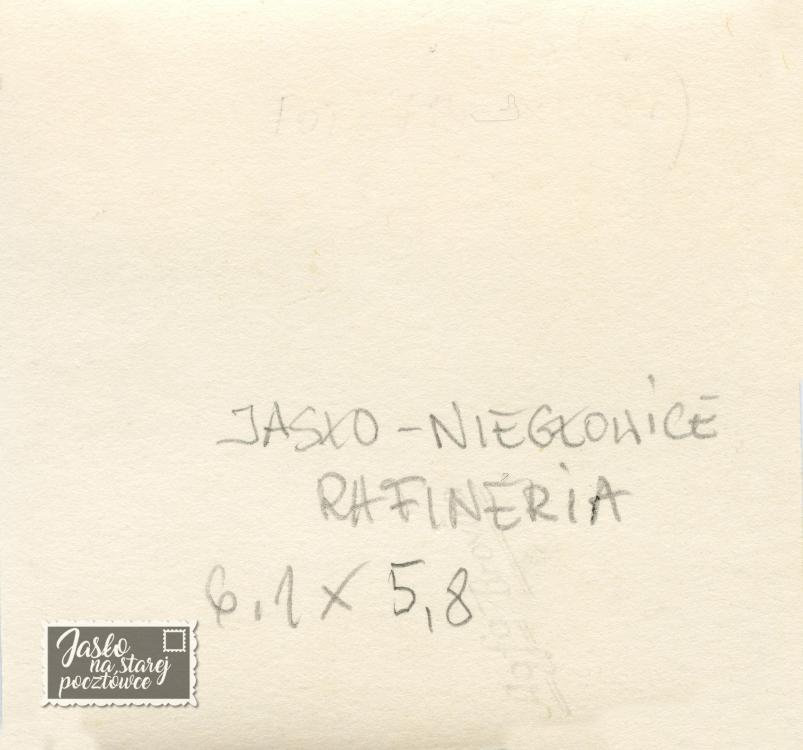 JASŁO - NIEGŁOWICE
RAFINERIA
6,1 x 5,8
Jasło
na starej
pocztówce